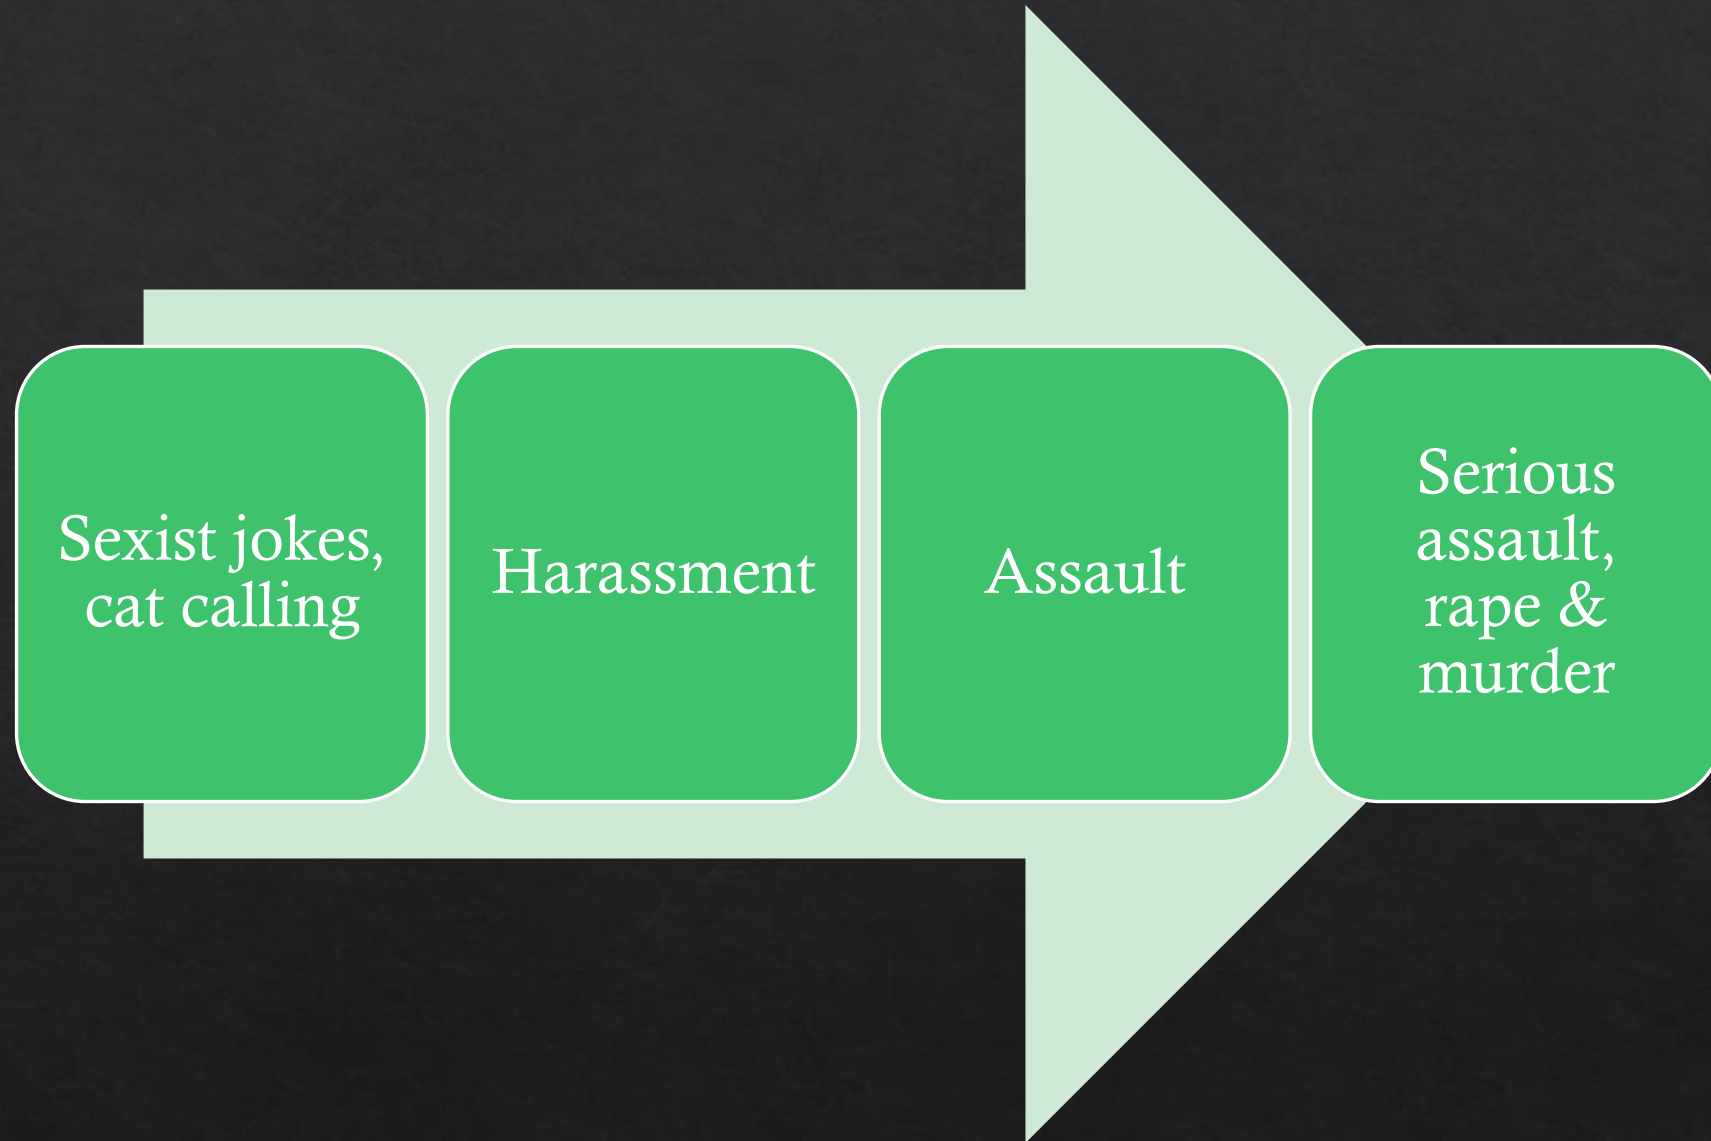 Sexist jokes,
cat calling
Harassment
Assault
Serious
assault,
rape &
murder